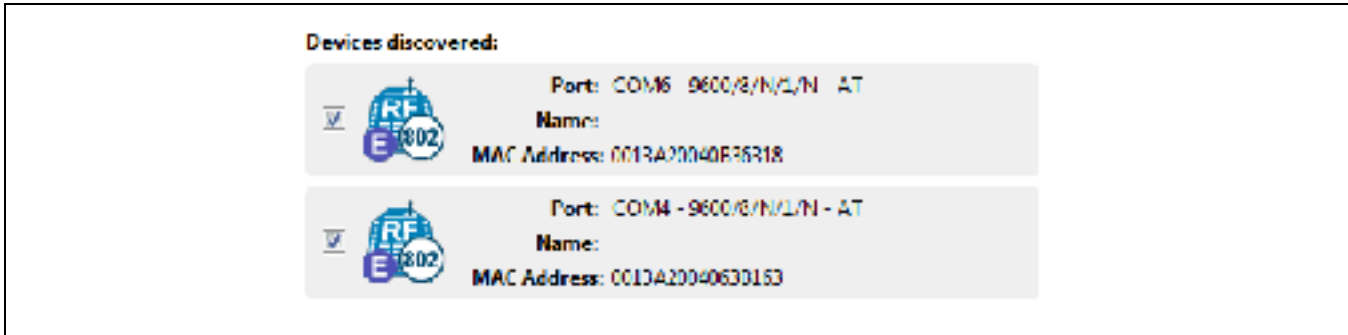 Devices discovered:
Port: COM6 - 9600/8/N/1/N - AT
RF
Name:
E 802
MAC Address:
Port: COM4 - 9600/8/N/1/N - AT
RF
Name:
E 802
MAC Address: